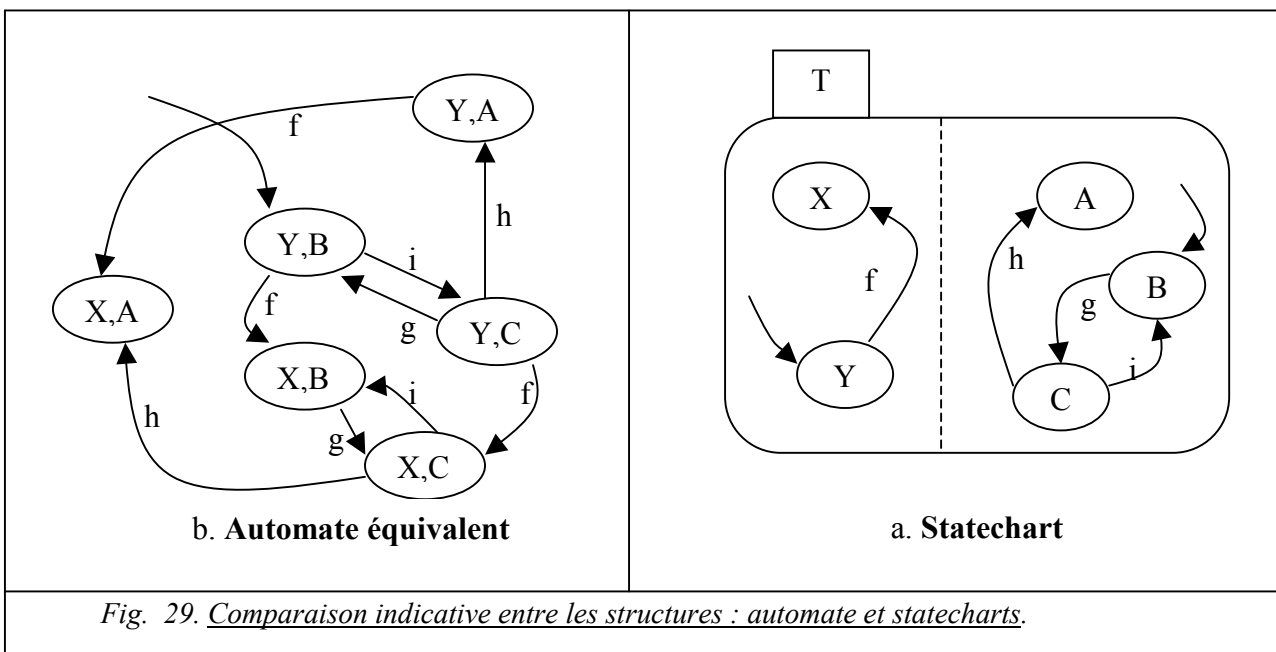 Y,A
f
h
Y,B
i
g
Y,C
X,A
f
X,B
i
f
g
X,C
h
b. Automate équivalent
T
X
A
h
f
B
g
Y
i
C
a. Statechart
Fig. 29. Comparaison indicative entre les structures : automate et statecharts.